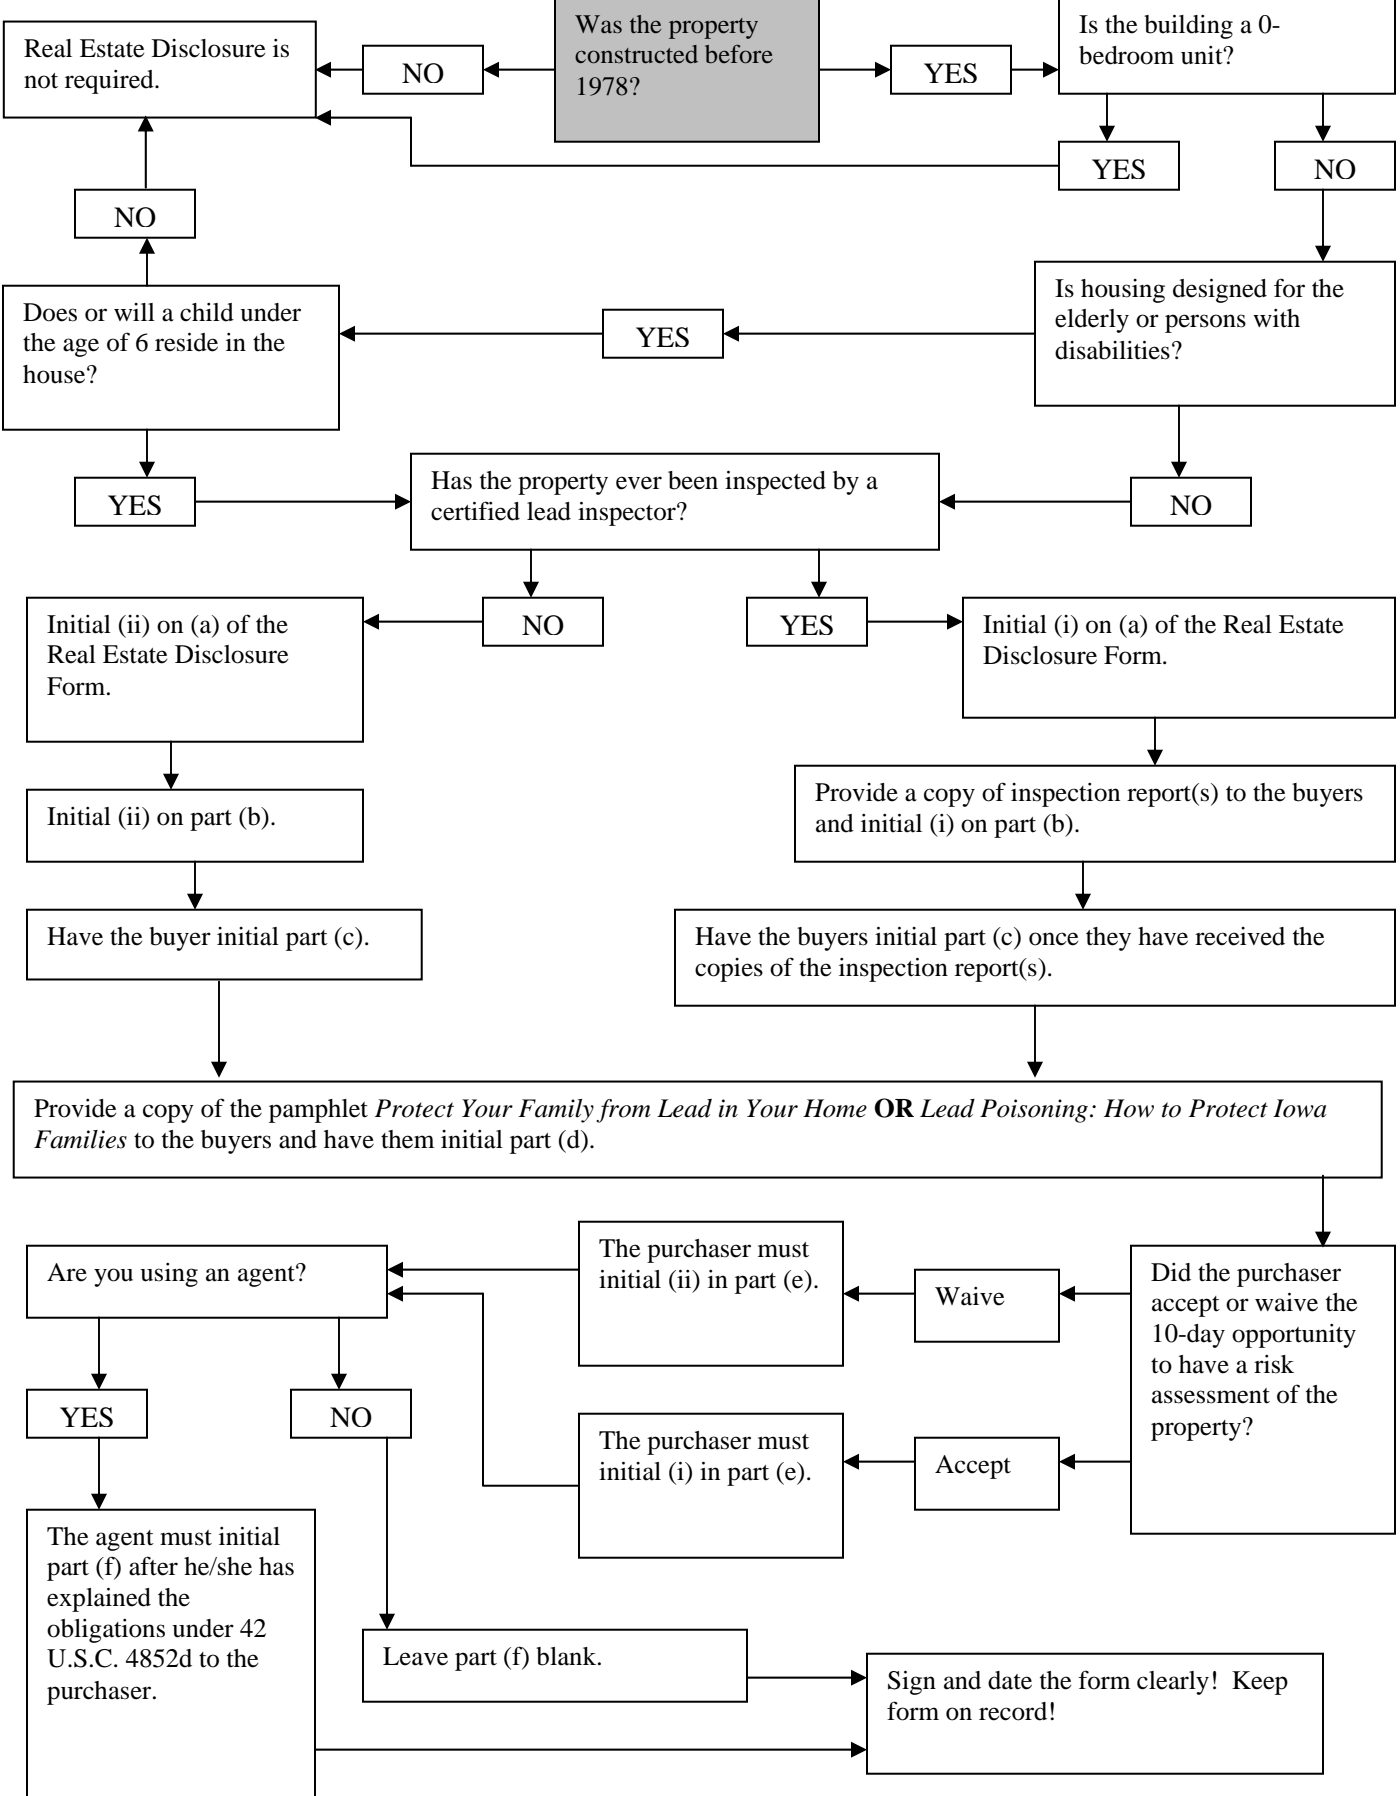 Was the property
constructed before
1978?
NO
Real Estate Disclosure is
not required.
YES
Is the building a 0-
bedroom unit?
YES
NO
Is housing designed for the
elderly or persons with
disabilities?
YES
Does or will a child under
the age of 6 reside in the
house?
NO
YES
NO
Has the property ever been inspected by a
certified lead inspector?
NO
YES
Initial (ii) on (a) of the
Real Estate Disclosure
Form.
Initial (i) on (a) of the Real Estate
Disclosure Form.
Initial (ii) on part (b).
Provide a copy of inspection report(s) to the buyers
and initial (i) on part (b).
Have the buyer initial part (c).
Have the buyers initial part (c) once they have received the
copies of the inspection report(s).
Provide a copy of the pamphlet Protect Your Family from Lead in Your Home OR Lead Poisoning: How to Protect Iowa
Families to the buyers and have them initial part (d).
Did the purchaser
accept or waive the
10-day opportunity
to have a risk
assessment of the
property?
Waive
The purchaser must
initial (ii) in part (e).
Accept
The purchaser must
initial (i) in part (e).
Are you using an agent?
YES
NO
The agent must initial
part (f) after he/she has
explained the
obligations under 42
U.S.C. 4852d to the
purchaser.
Leave part (f) blank.
Sign and date the form clearly!  Keep
form on record!